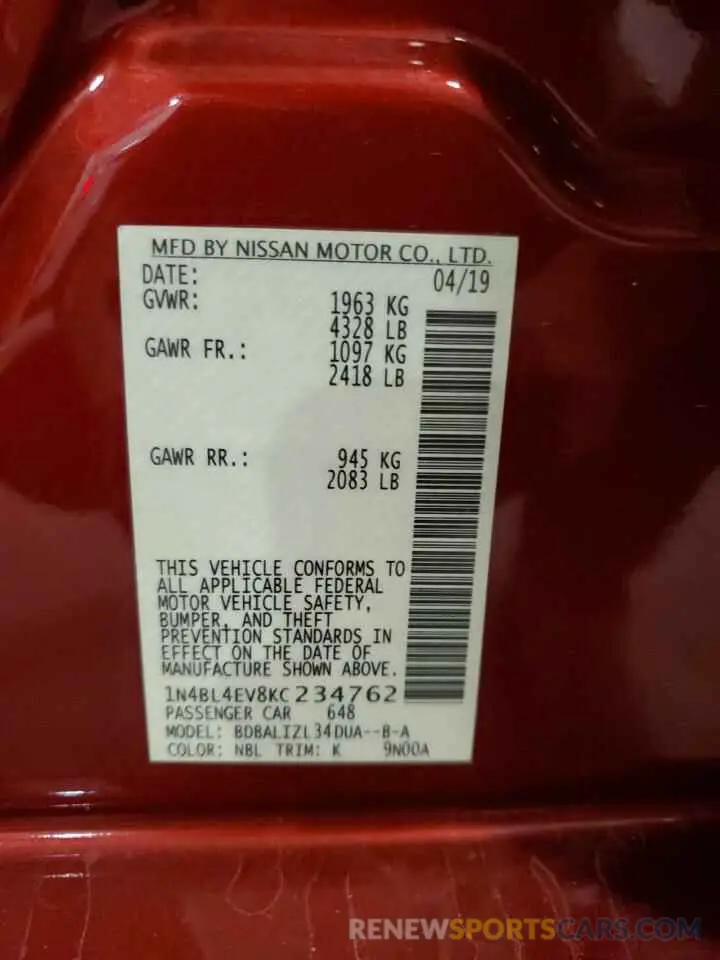 MFD BY NISSAN MOTOR CO., LTD.
DATE: 04/19
GVWR: 1963 KG
4328 LB
GAWR FR.: 1097 KG
2418 LB
GAWR RR.: 945 KG
2083 LB
THIS VEHICLE CONFORMS TO
ALL APPLICABLE FEDERAL
MOTOR VEHICLE SAFETY,
BUMPER, AND THEFT
PREVENTION STANDARDS IN
EFFECT ON THE DATE OF
MANUFACTURE SHOWN ABOVE.
1N4BL4EV8KC234762
PASSENGER CAR 648
MODEL: BDBALIZL34DUA--B-A
COLOR: NBL TRIM: K 9N00A
RENEWSPORTSCARS.COM